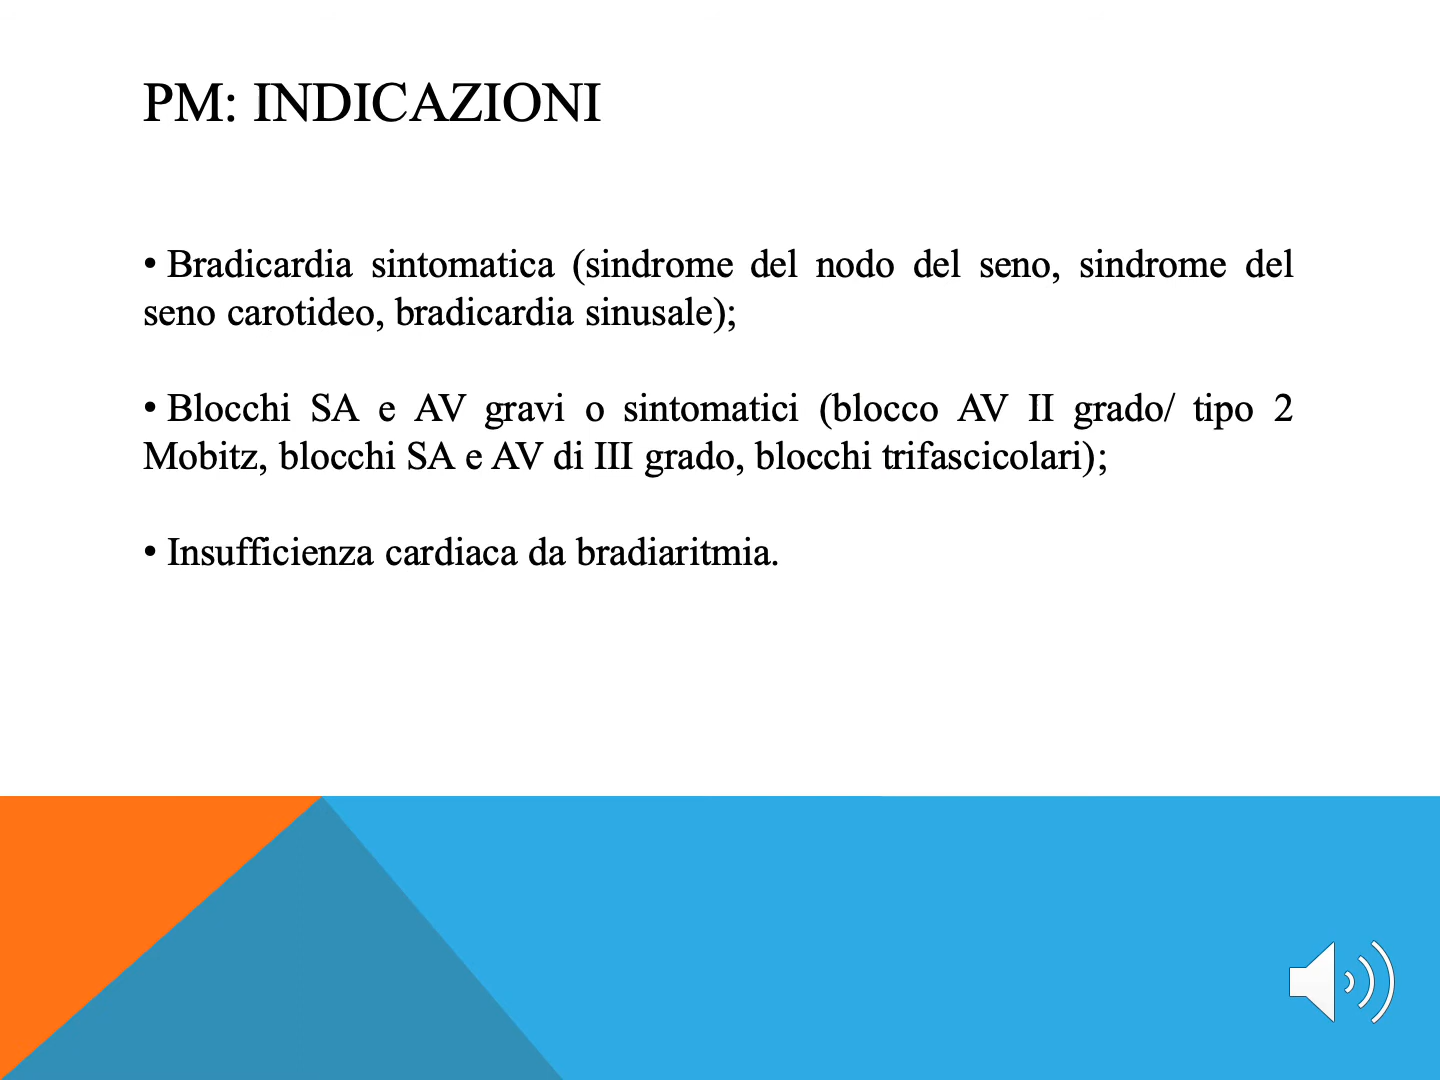 PM: INDICAZIONI
• Bradicardia sintomatica (sindrome del nodo del seno, sindrome del
seno carotideo, bradicardia sinusale);
• Blocchi SA e AV gravi o sintomatici (blocco AV II grado/ tipo 2
Mobitz, blocchi SA e AV di III grado, blocchi trifascicolari);
• Insufficienza cardiaca da bradiaritmia.